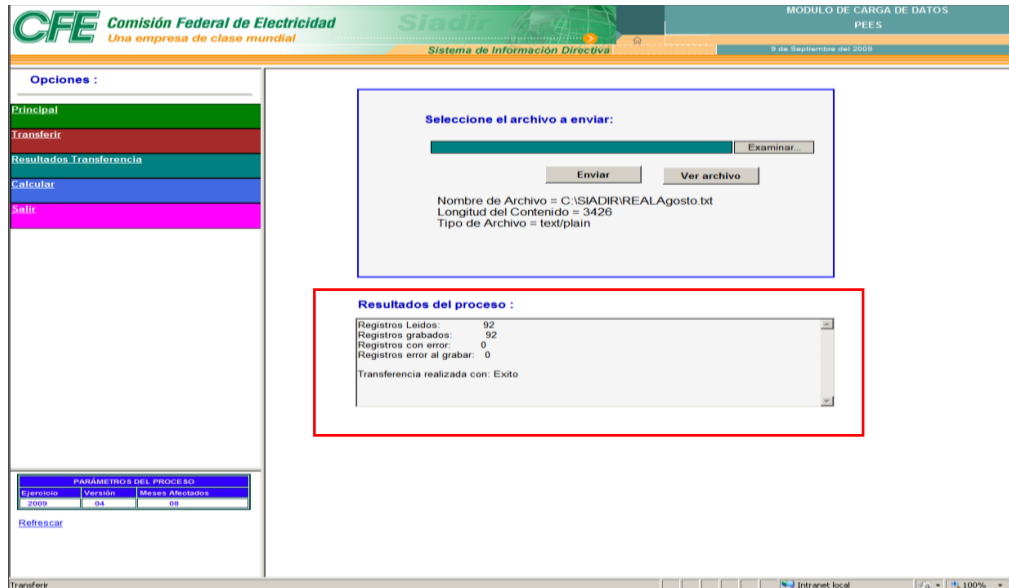 CFE Comisión Federal de Electricidad
Una empresa de clase mundial
Siadir
Sistema de Información Directiva
MODULO DE CARGA DE DATOS
PEES
9 de Septiembre del 2009
Opciones :
Principal
Transferir
Resultados Transferencia
Calcular
Salir
Seleccione el archivo a enviar:
Examinar...
Enviar
Ver archivo
Nombre de Archivo = C:\SIADIR\REALAgosto.txt
Longitud del Contenido = 3426
Tipo de Archivo = text/plain
Resultados del proceso :
Registros Leidos: 92
Registros grabados: 92
Registros con error: 0
Registros error al grabar: 0
Transferencia realizada con: Exito
PARÁMETROS DEL PROCESO
Ejercicio Versión Meses Afectados
2009 04 08
Refrescar
Transferir
Intranet local
100%